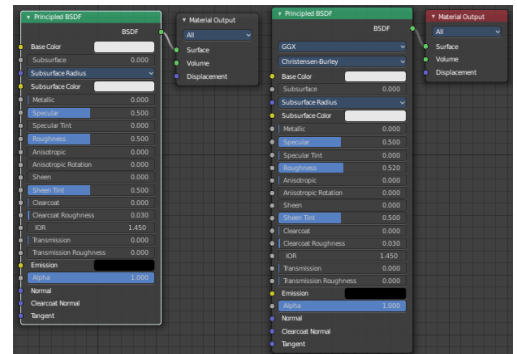 Principled BSDF
BSDF
Base Color
Subsurface 0.000
Subsurface Radius
Subsurface Color
Metallic 0.000
Specular 0.500
Specular Tint 0.000
Roughness 0.500
Anisotropic 0.000
Anisotropic Rotation 0.000
Sheen 0.000
Sheen Tint 0.500
Clearcoat 0.000
Clearcoat Roughness 0.030
IOR 1.450
Transmission 0.000
Transmission Roughness 0.000
Emission
Alpha 1.000
Normal
Clearcoat Normal
Tangent
Material Output
All
Surface
Volume
Displacement
Principled BSDF
BSDF
GGX
Christensen-Burley
Base Color
Subsurface 0.000
Subsurface Radius
Subsurface Color
Metallic 0.000
Specular 0.500
Specular Tint 0.000
Roughness 0.520
Anisotropic 0.000
Anisotropic Rotation 0.000
Sheen 0.000
Sheen Tint 0.500
Clearcoat 0.000
Clearcoat Roughness 0.030
IOR 1.450
Transmission 0.000
Transmission Roughness 0.000
Emission
Alpha 1.000
Normal
Clearcoat Normal
Tangent
Material Output
All
Surface
Volume
Displacement